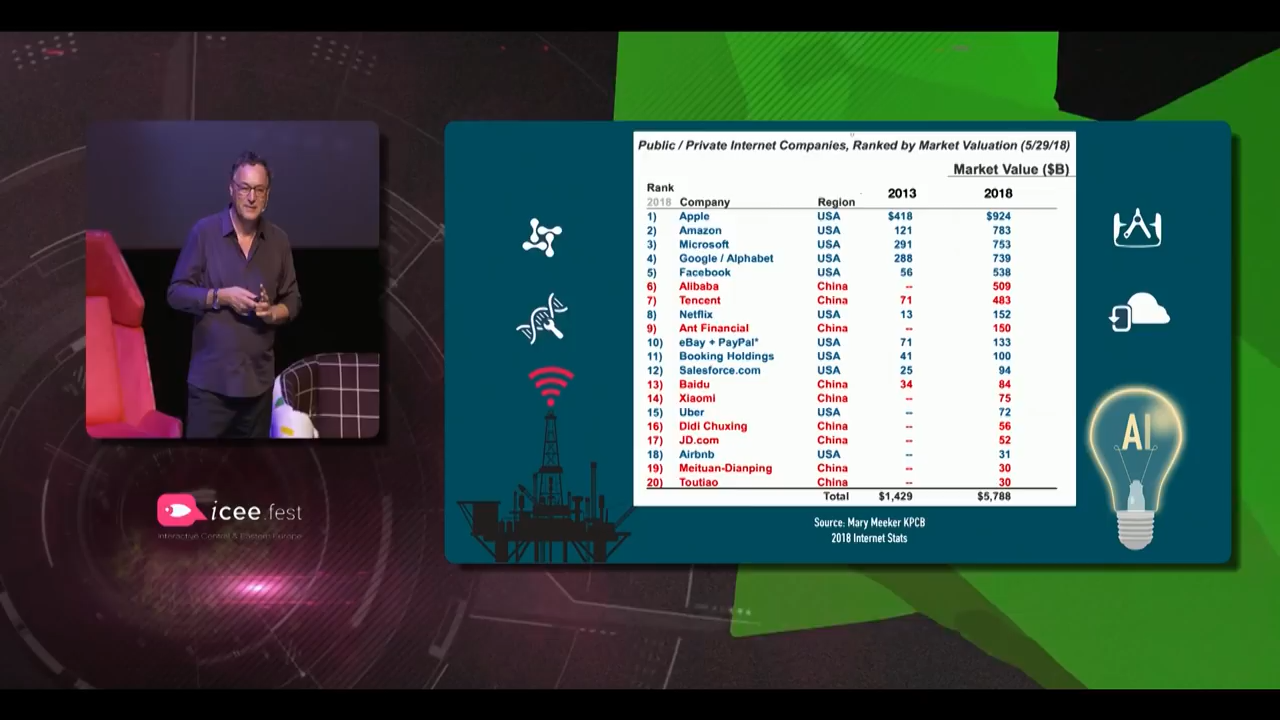 Public / Private Internet Companies, Ranked by Market Valuation (5/29/18)
Market Value ($B)
Rank
2018 Company Region 2013 2018
1) Apple USA $418 $924
2) Amazon USA 121 783
3) Microsoft USA 291 753
4) Google / Alphabet USA 288 739
5) Facebook USA 56 538
6) Alibaba China -- 509
7) Tencent China 71 483
8) Netflix USA 13 152
9) Ant Financial China -- 150
10) eBay + PayPal* USA 71 133
11) Booking Holdings USA 41 100
12) Salesforce.com USA 25 94
13) Baidu China 34 84
14) Xiaomi China -- 75
15) Uber USA -- 72
16) Didi Chuxing China -- 56
17) JD.com China -- 52
18) Airbnb USA -- 31
19) Meituan-Dianping China -- 30
20) Toutiao China -- 30
Total $1,429 $5,788
Source: Mary Meeker KPCB
2018 Internet Stats
AI
icee.fest
Interactive Central & Eastern Europe